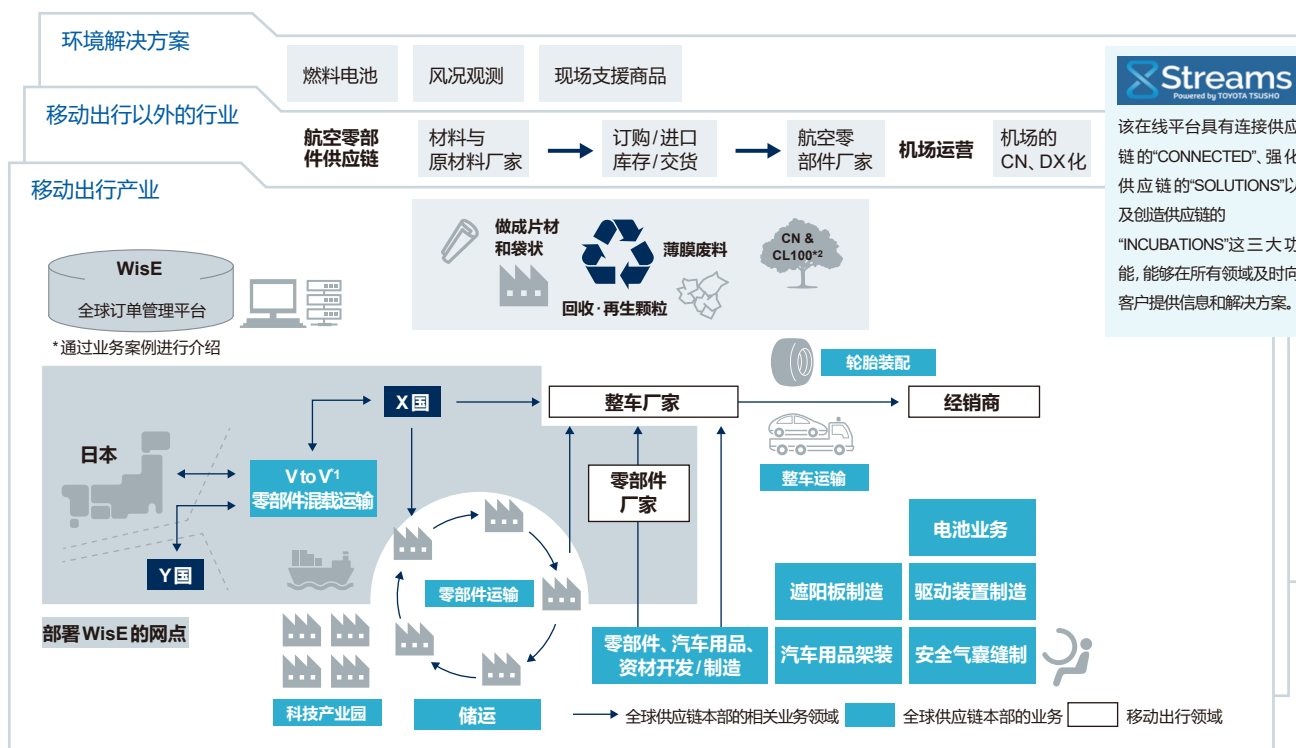 环境解决方案
燃料电池
风况观测
现场支援商品
移动出行以外的行业
航空零部
件供应链
材料与
原材料厂家
订购/进口
库存/交货
航空零
部件厂家
机场运营
机场的
CN、DX化
Streams
Powered by TOYOTA TSUSHO
该在线平台具有连接供应
链的“CONNECTED”、强化
供应链的“SOLUTIONS”以
及创造供应链的
“INCUBATIONS”这三大功
能,能够在所有领域及时向
客户提供信息和解决方案。
移动出行产业
WisE
全球订单管理平台
*通过业务案例进行介绍
做成片材
和袋状
薄膜废料
回收·再生颗粒
CN &
CL100*2
轮胎装配
X国
整车厂家
经销商
日本
V to V*1
零部件混载运输
整车运输
零部件
厂家
Y国
零部件运输
电池业务
遮阳板制造
驱动装置制造
部署WisE的网点
零部件、汽车用品、
资材开发/制造
汽车用品架装
安全气囊缝制
科技产业园
储运
全球供应链本部的相关业务领域
全球供应链本部的业务
移动出行领域